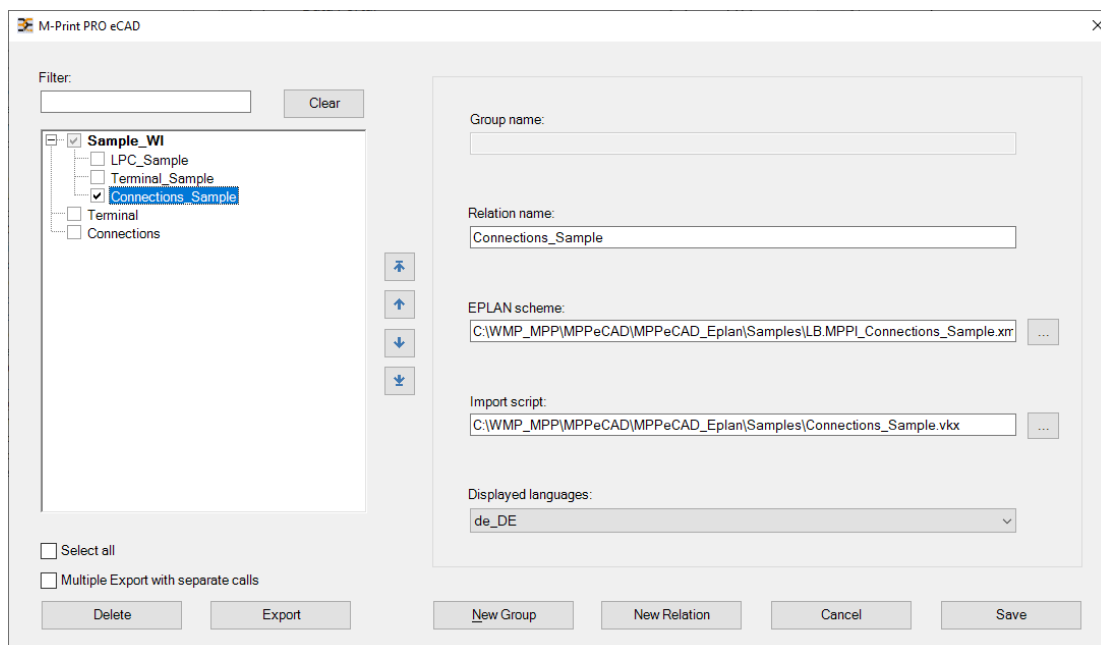 M-Print PRO eCAD
Filter:
Clear
Sample_WI
LPC_Sample
Terminal_Sample
Connections_Sample
Terminal
Connections
Select all
Multiple Export with separate calls
Delete
Export
Group name:
Relation name:
Connections_Sample
EPLAN scheme:
C:\WMP_MPP\MPPeCAD\MPPeCAD_Eplan\Samples\LB.MPPI_Connections_Sample.xm
...
Import script:
C:\WMP_MPP\MPPeCAD\MPPeCAD_Eplan\Samples\Connections_Sample.vkx
...
Displayed languages:
de_DE
New Group
New Relation
Cancel
Save